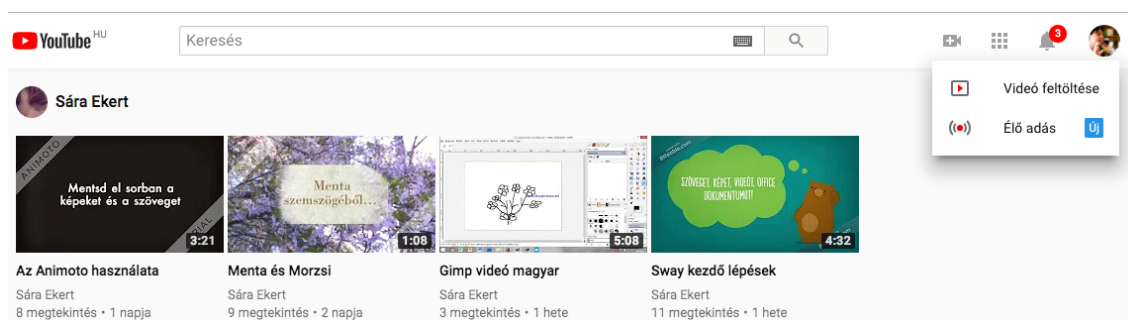 YouTube HU
Keresés
3
Videó feltöltése
Élő adás Új
Sára Ekert
ANIMOTO
Mentsd el sorban a
képeket és a szöveget
3:21
Menta
szemszögéből...
1:08
5:08
SZÖVEGET, KÉPET, VIDEÓT, OFFICE
DOKUMENTUMOT!
4:32
Az Animoto használata
Sára Ekert
8 megtekintés • 1 napja
Menta és Morzsi
Sára Ekert
9 megtekintés • 2 napja
Gimp videó magyar
Sára Ekert
3 megtekintés • 1 hete
Sway kezdő lépések
Sára Ekert
11 megtekintés • 1 hete